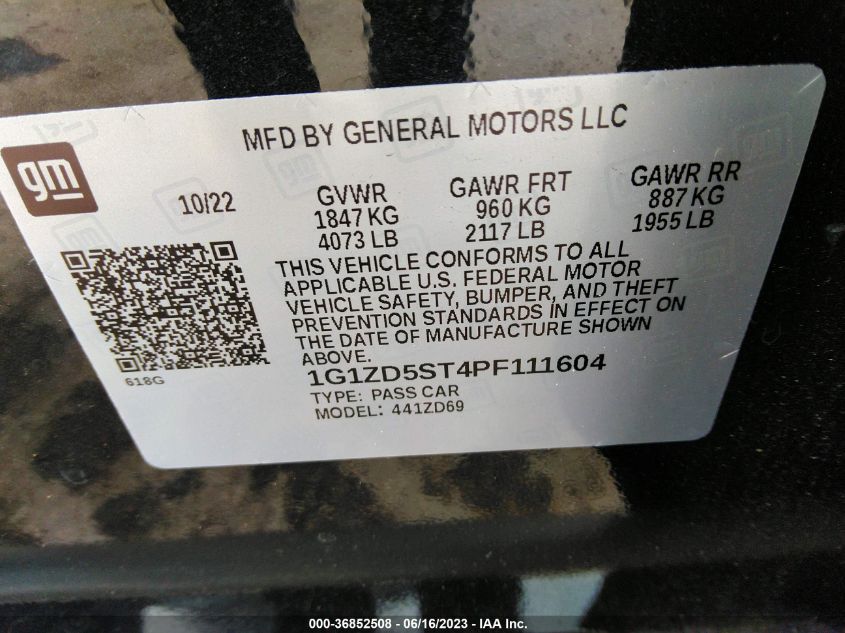 MFD BY GENERAL MOTORS LLC
gm
10/22
GVWR
1847 KG
4073 LB
GAWR FRT
960 KG
2117 LB
GAWR RR
887 KG
1955 LB
THIS VEHICLE CONFORMS TO ALL
APPLICABLE U.S. FEDERAL MOTOR
VEHICLE SAFETY, BUMPER, AND THEFT
PREVENTION STANDARDS IN EFFECT ON
THE DATE OF MANUFACTURE SHOWN
ABOVE.
618G
1G1ZD5ST4PF111604
TYPE: PASS CAR
MODEL: 441ZD69
000-36852508 - 06/16/2023 - IAA Inc.